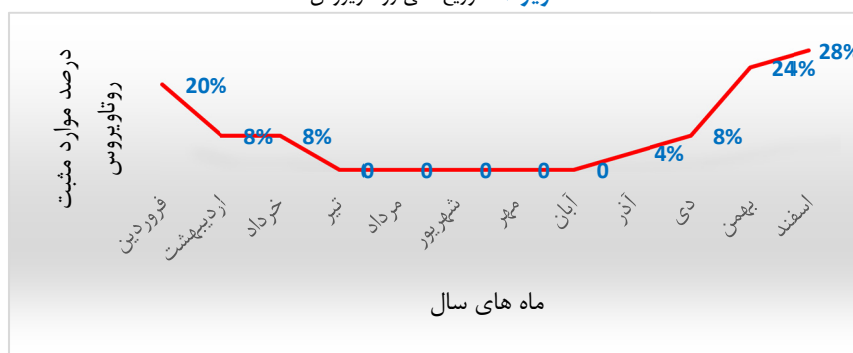 درصد موارد مثبت
روتاویروس
20%
8%
8%
0
0
0
0
0
4%
8%
24%
28%
فروردین
اردیبهشت
خرداد
تیر
مرداد
شهریور
مهر
آبان
آذر
دی
بهمن
اسفند
ماه های سال